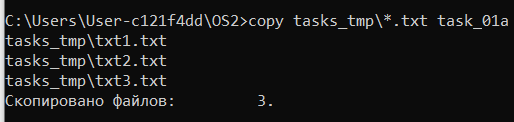 C:\Users\User-c121f4dd\OS2>copy tasks_tmp\*.txt task_01a
tasks_tmp\txt1.txt
tasks_tmp\txt2.txt
tasks_tmp\txt3.txt
Скопировано файлов:         3.